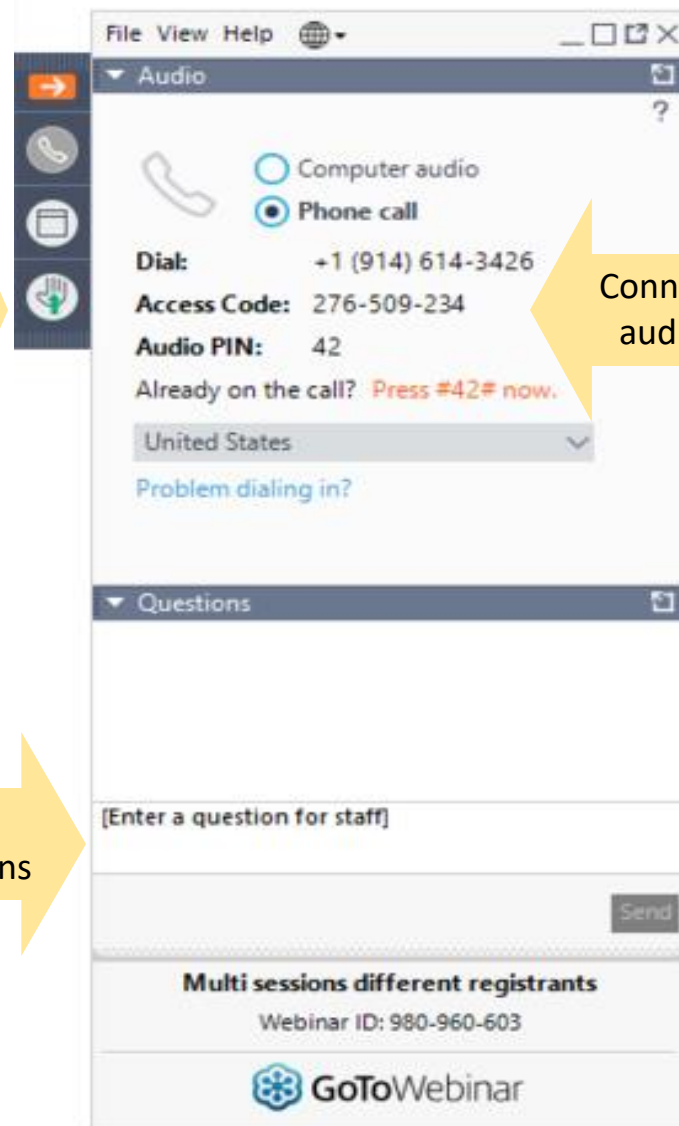 File View Help
Audio
?
Computer audio
Phone call
Dial: +1 (914) 614-3426
Access Code: 276-509-234
Audio PIN: 42
Already on the call? Press #42# now.
United States
Problem dialing in?
Conn
aud
Questions
[Enter a question for staff]
ns
Send
Multi sessions different registrants
Webinar ID: 980-960-603
GoToWebinar